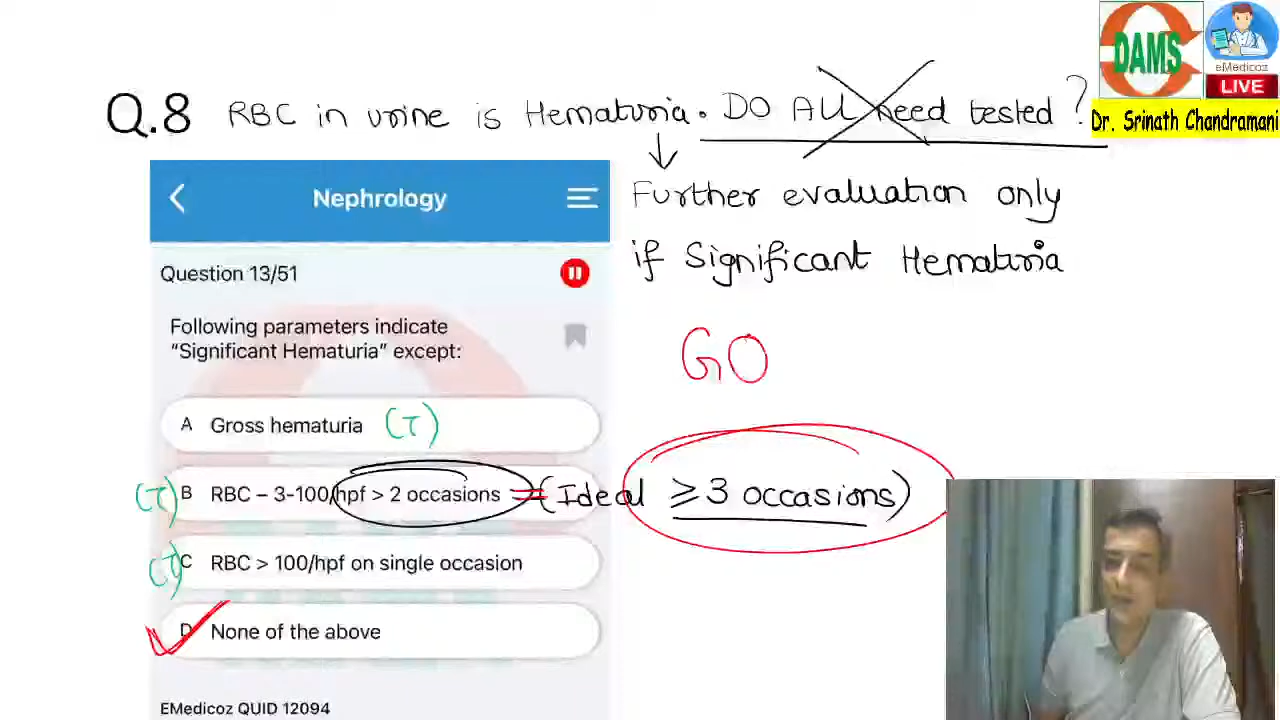 DAMS
eMedicoz
LIVE
Dr. Srinath Chandramani
Q.8 RBC in urine is Hematuria. DO All need tested?
Further evaluation only
if Significant Hematuria
GO
Nephrology
Question 13/51
Following parameters indicate
"Significant Hematuria" except:
A Gross hematuria (T)
(T) B RBC – 3-100/hpf > 2 occasions = (Ideal ≥3 occasions)
(T) C RBC > 100/hpf on single occasion
D None of the above
EMedicoz QUID 12094